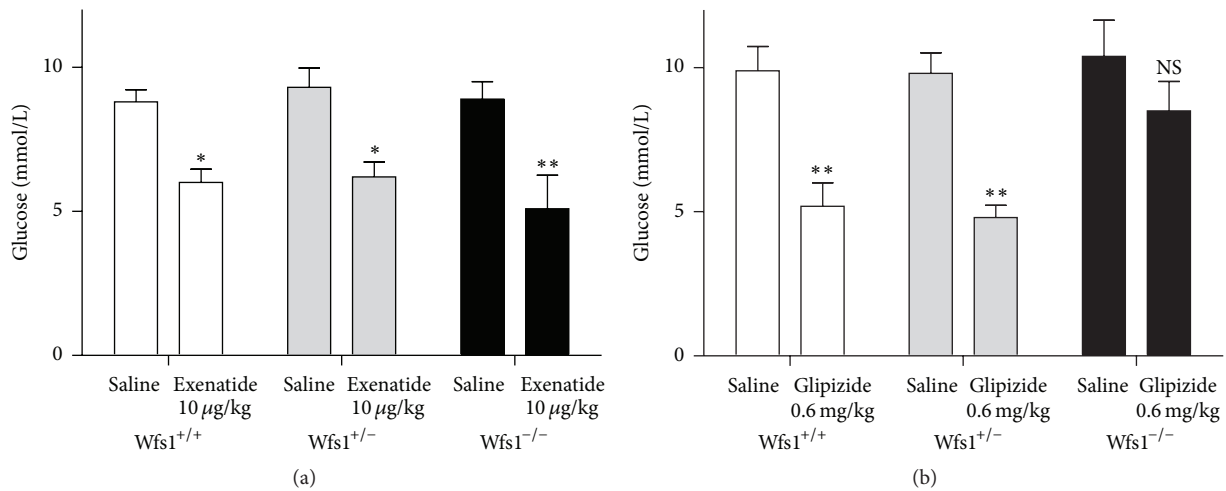 Glucose (mmol/L)
10
5
0
*
*
**
Saline Exenatide 10 μg/kg
Saline Exenatide 10 μg/kg
Saline Exenatide 10 μg/kg
Wfs1+/+
Wfs1+/−
Wfs1−/−
(a)
Glucose (mmol/L)
10
5
0
**
**
NS
Saline Glipizide 0.6 mg/kg
Saline Glipizide 0.6 mg/kg
Saline Glipizide 0.6 mg/kg
Wfs1+/+
Wfs1+/−
Wfs1−/−
(b)